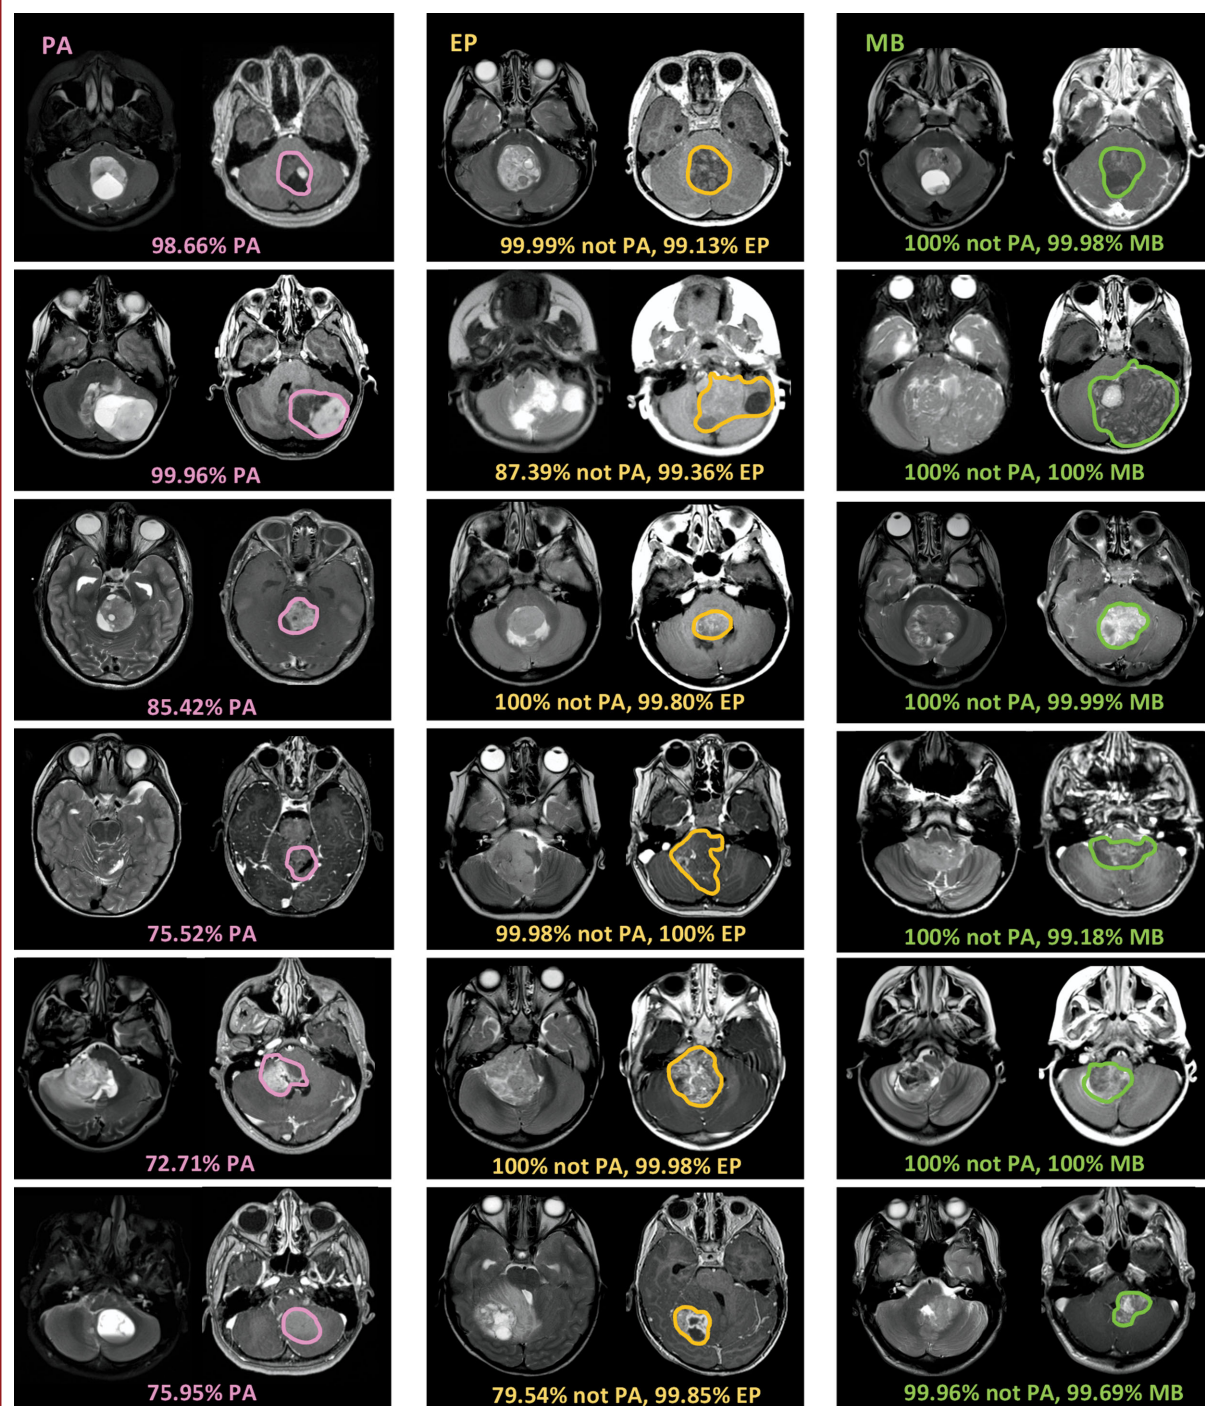 PA
EP
MB
98.66% PA
99.99% not PA, 99.13% EP
100% not PA, 99.98% MB
99.96% PA
87.39% not PA, 99.36% EP
100% not PA, 100% MB
85.42% PA
100% not PA, 99.80% EP
100% not PA, 99.99% MB
75.52% PA
99.98% not PA, 100% EP
100% not PA, 99.18% MB
72.71% PA
100% not PA, 99.98% EP
100% not PA, 100% MB
75.95% PA
79.54% not PA, 99.85% EP
99.96% not PA, 99.69% MB